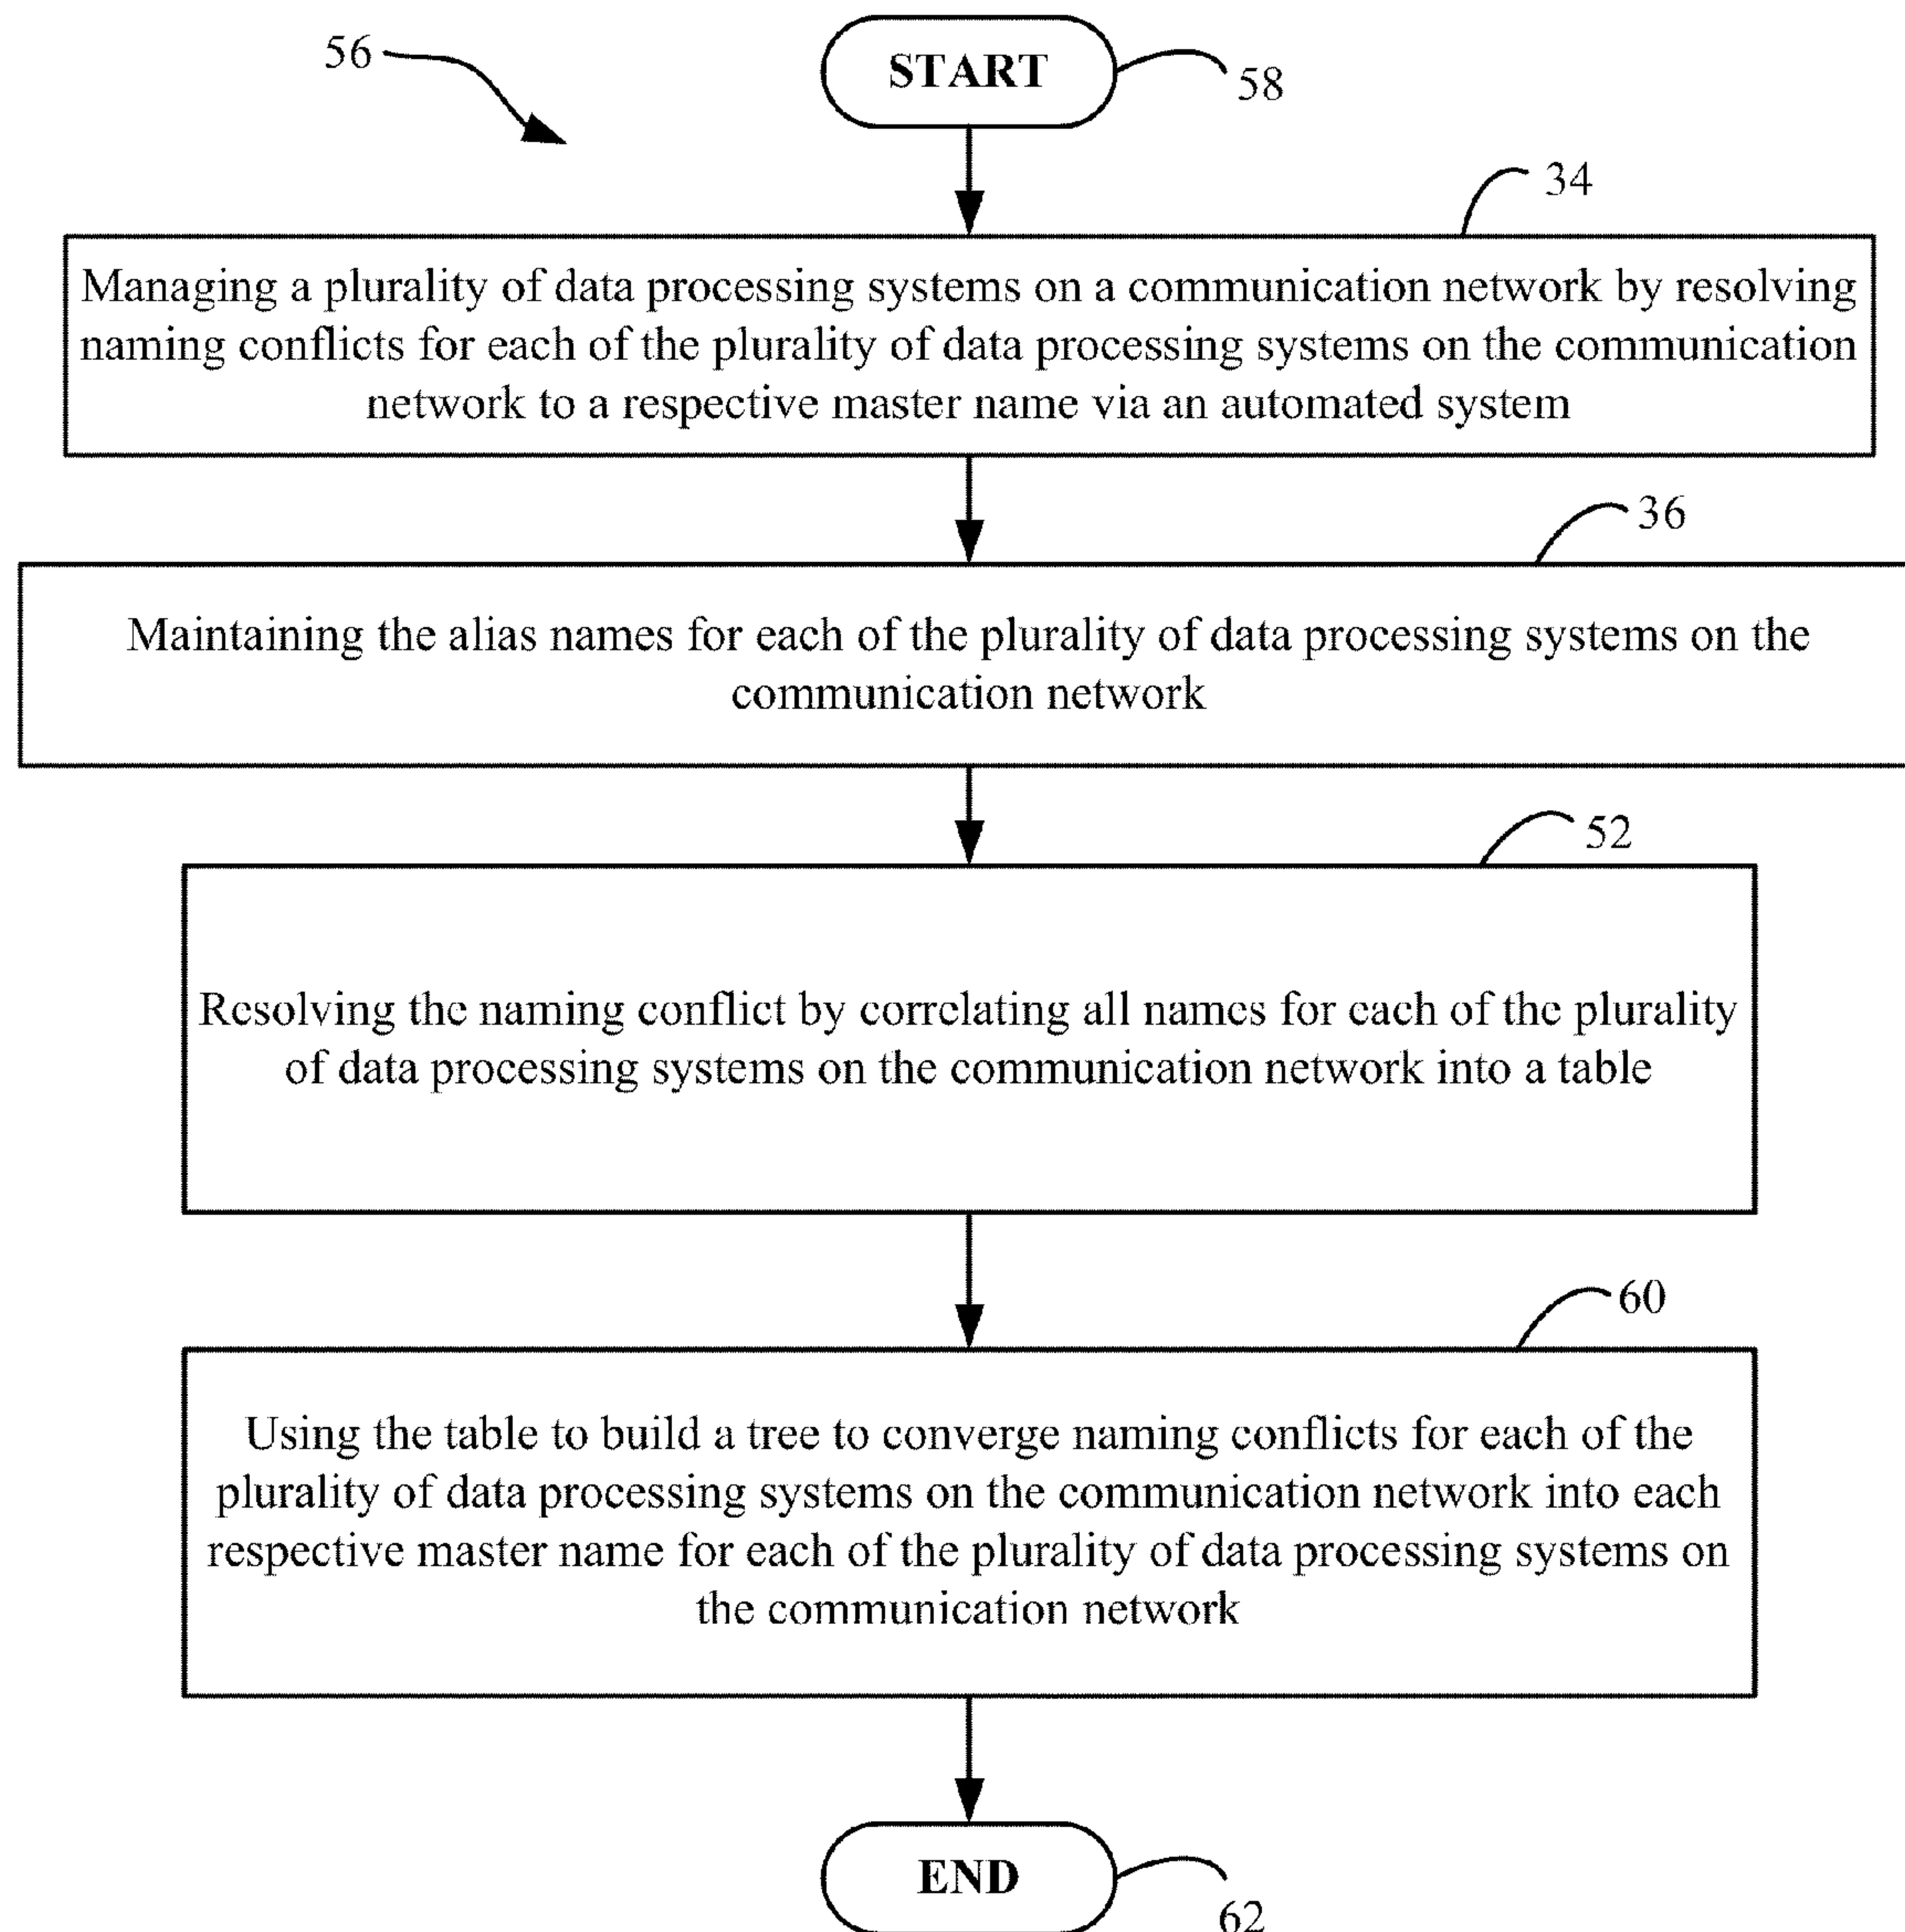 56
START
58
34
Managing a plurality of data processing systems on a communication network by resolving
naming conflicts for each of the plurality of data processing systems on the communication
network to a respective master name via an automated system
36
Maintaining the alias names for each of the plurality of data processing systems on the
communication network
52
Resolving the naming conflict by correlating all names for each of the plurality
of data processing systems on the communication network into a table
60
Using the table to build a tree to converge naming conflicts for each of the
plurality of data processing systems on the communication network into each
respective master name for each of the plurality of data processing systems on
the communication network
END
62